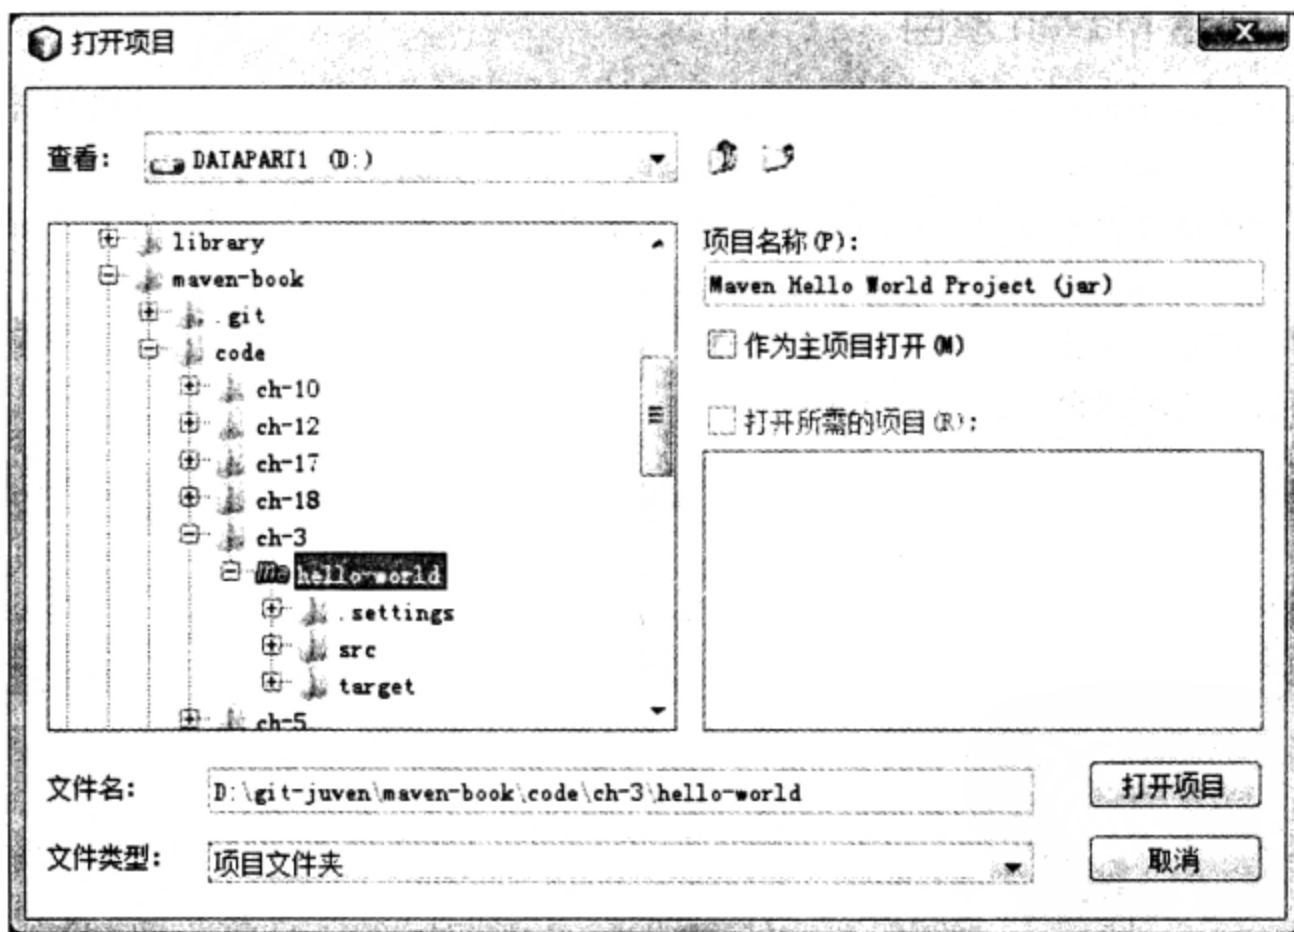 打开项目
查看: DATAPART1 (D:)
library
maven-book
.git
code
ch-10
ch-12
ch-17
ch-18
ch-3
hello-world
.settings
src
target
ch-5
项目名称(P):
Maven Hello World Project (jar)
作为主项目打开(M)
打开所需的项目(R):
文件名: D:\git-juven\maven-book\code\ch-3\hello-world
打开项目
文件类型: 项目文件夹
取消